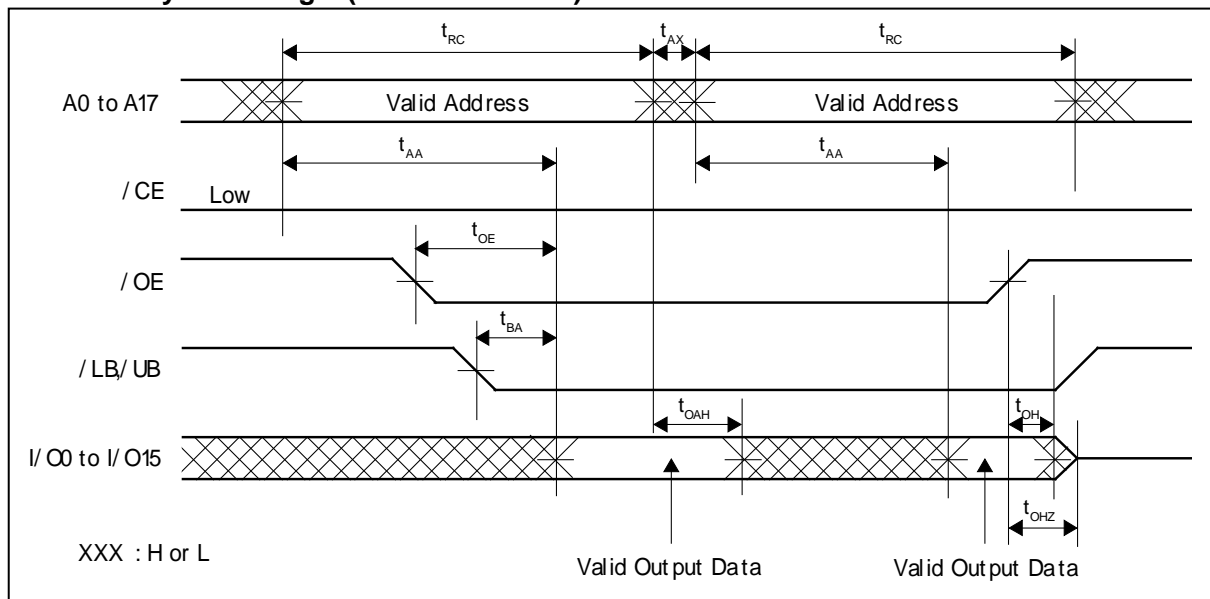 t_RC t_AX t_RC
A0 to A17 Valid Address Valid Address
t_AA t_AA
/CE Low
t_OE
/OE
t_BA
/LB,/UB
t_OAH t_OH
I/O0 to I/O15
t_OHZ
XXX : H or L
Valid Output Data Valid Output Data